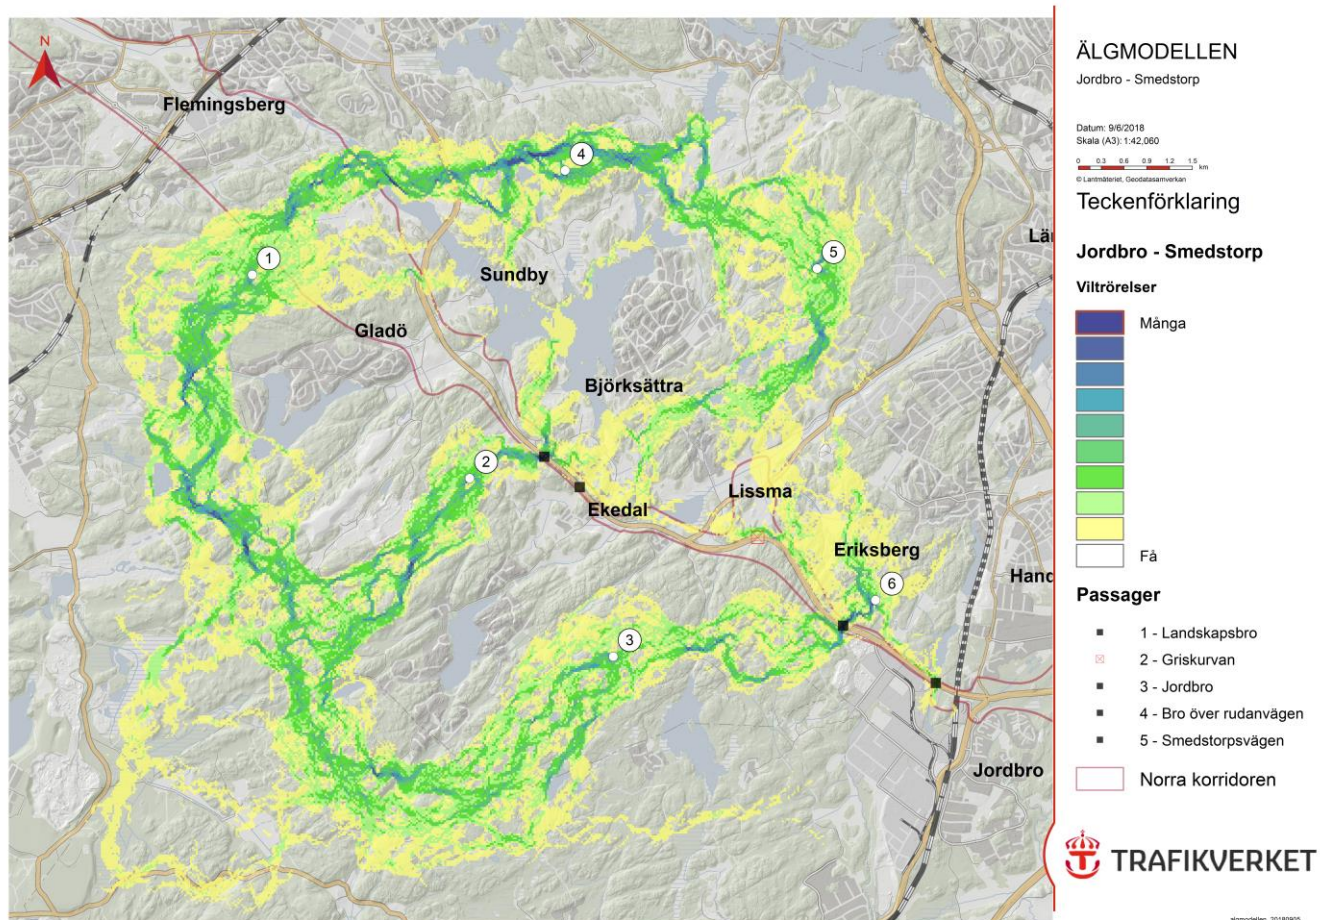 N
Flemingsberg
4
1
5
Sundby
Län
Gladö
Björksättra
2
Lissma
Ekedal
Eriksberg
Hand
6
3
Jordbro
ÄLGMODELLEN
Jordbro - Smedstorp
Datum: 9/6/2018
Skala (A3): 1:42,060
0 0.3 0.6 0.9 1.2 1.5
km
© Lantmäteriet, Geodatasamverkan
Teckenförklaring
Jordbro - Smedstorp
Viltrörelser
Många
Få
Passager
1 - Landskapsbro
2 - Griskurvan
3 - Jordbro
4 - Bro över rudanvägen
5 - Smedstorpsvägen
Norra korridoren
TRAFIKVERKET
algmodellen_20180905